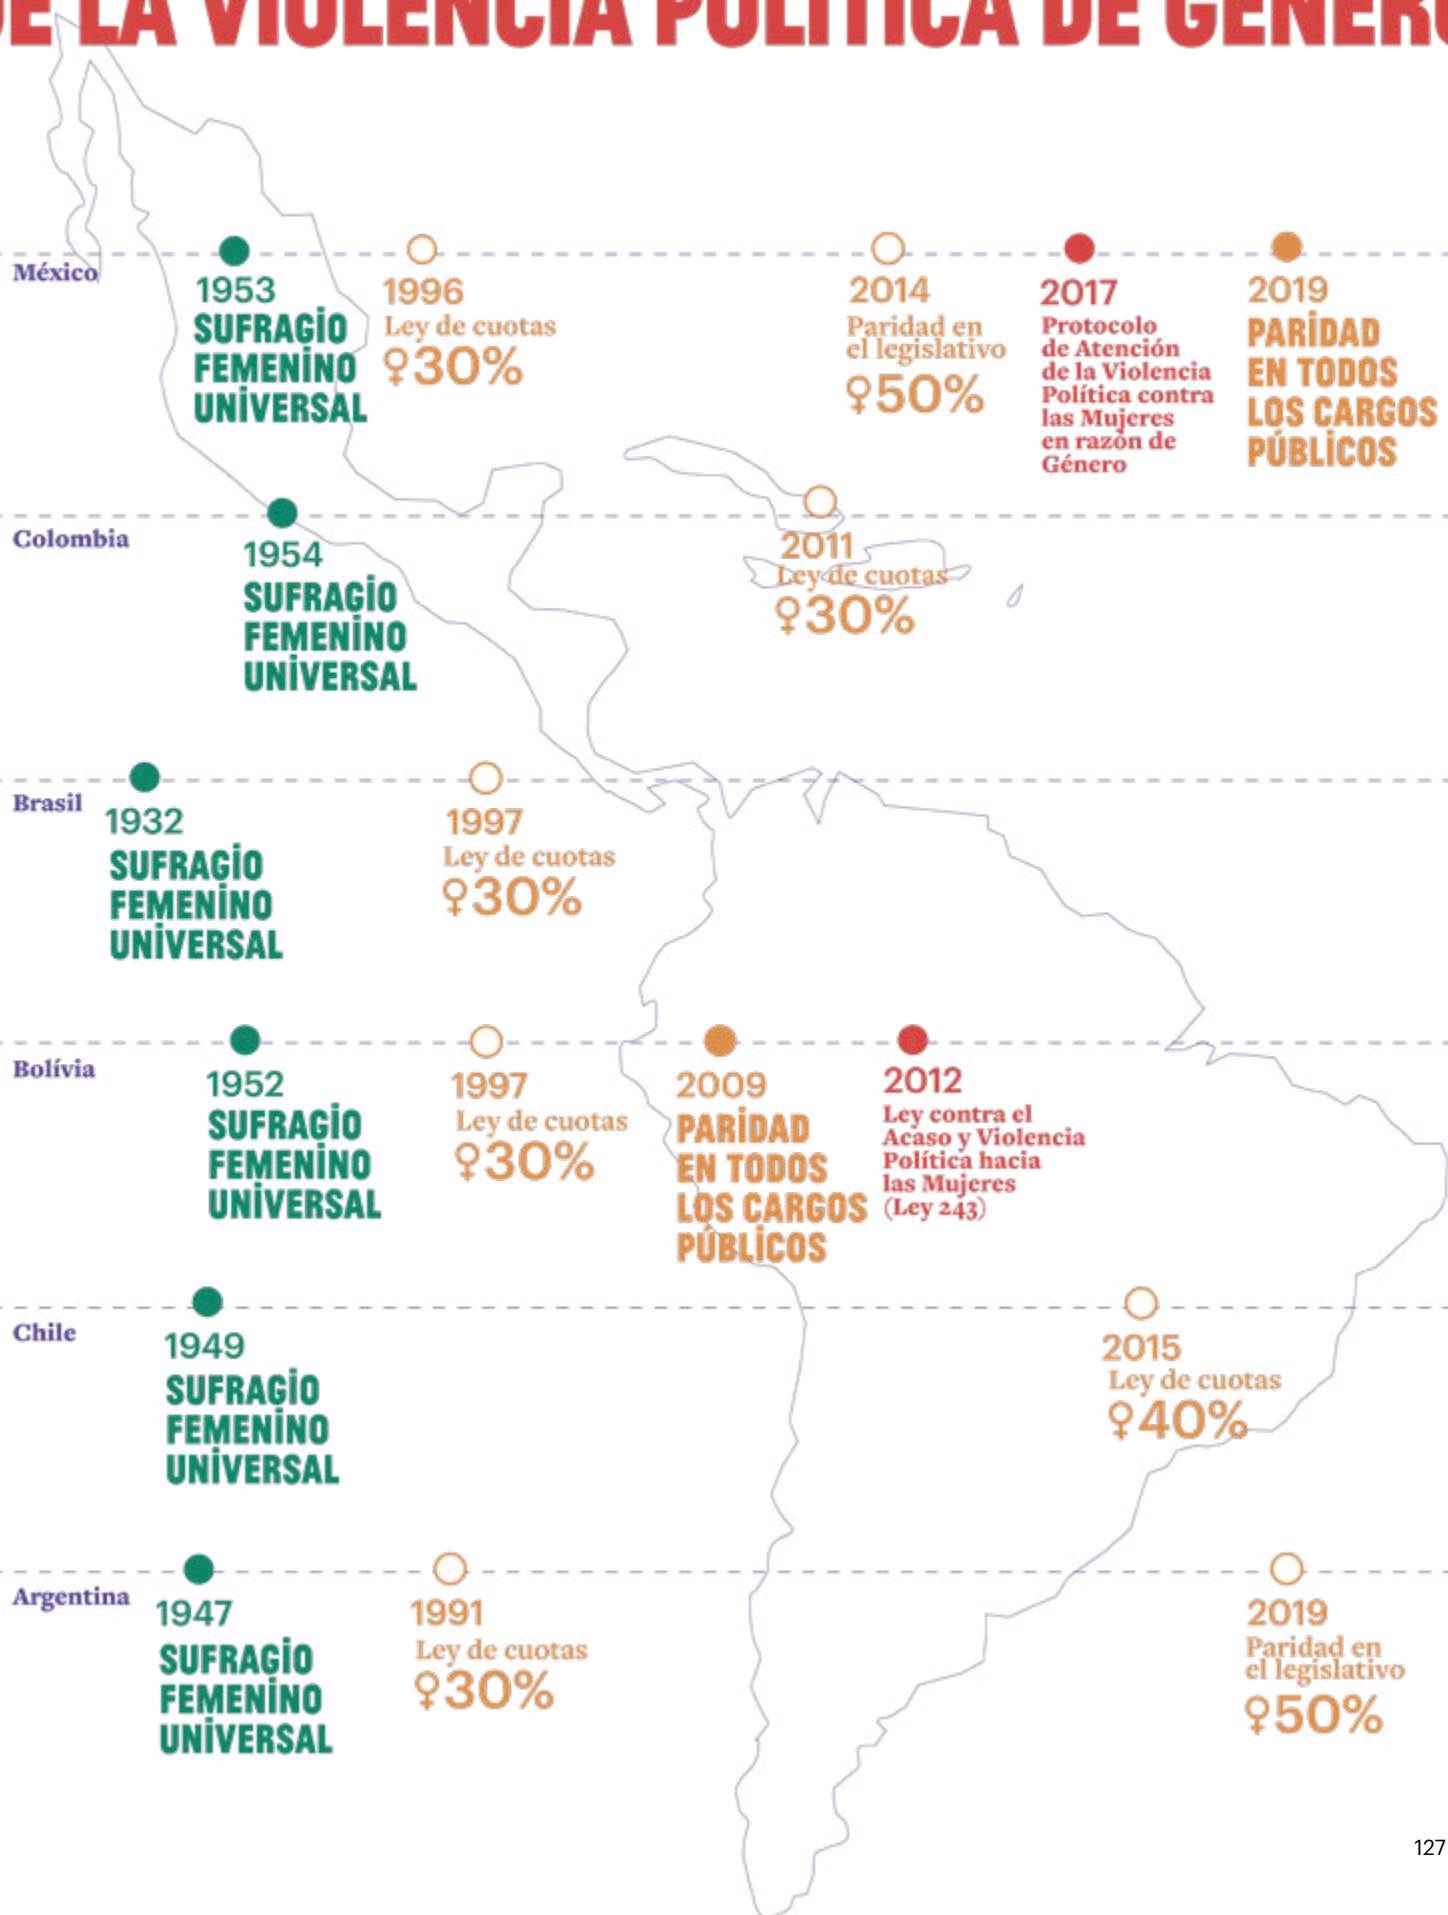 DE LA VIOLENCIA POLÍTICA DE GÉNERO
México
1953
SUFRAGIO
FEMENINO
UNIVERSAL
1996
Ley de cuotas
♀30%
2014
Paridad en
el legislativo
♀50%
2017
Protocolo
de Atención
de la Violencia
Política contra
las Mujeres
en razón de
Género
2019
PARIDAD
EN TODOS
LOS CARGOS
PÚBLICOS
Colombia
1954
SUFRAGIO
FEMENINO
UNIVERSAL
2011
Ley de cuotas
♀30%
Brasil
1932
SUFRAGIO
FEMENINO
UNIVERSAL
1997
Ley de cuotas
♀30%
Bolívia
1952
SUFRAGIO
FEMENINO
UNIVERSAL
1997
Ley de cuotas
♀30%
2009
PARIDAD
EN TODOS
LOS CARGOS
PÚBLICOS
2012
Ley contra el
Acaso y Violencia
Política hacia
las Mujeres
(Ley 243)
Chile
1949
SUFRAGIO
FEMENINO
UNIVERSAL
2015
Ley de cuotas
♀40%
Argentina
1947
SUFRAGIO
FEMENINO
UNIVERSAL
1991
Ley de cuotas
♀30%
2019
Paridad en
el legislativo
♀50%
127